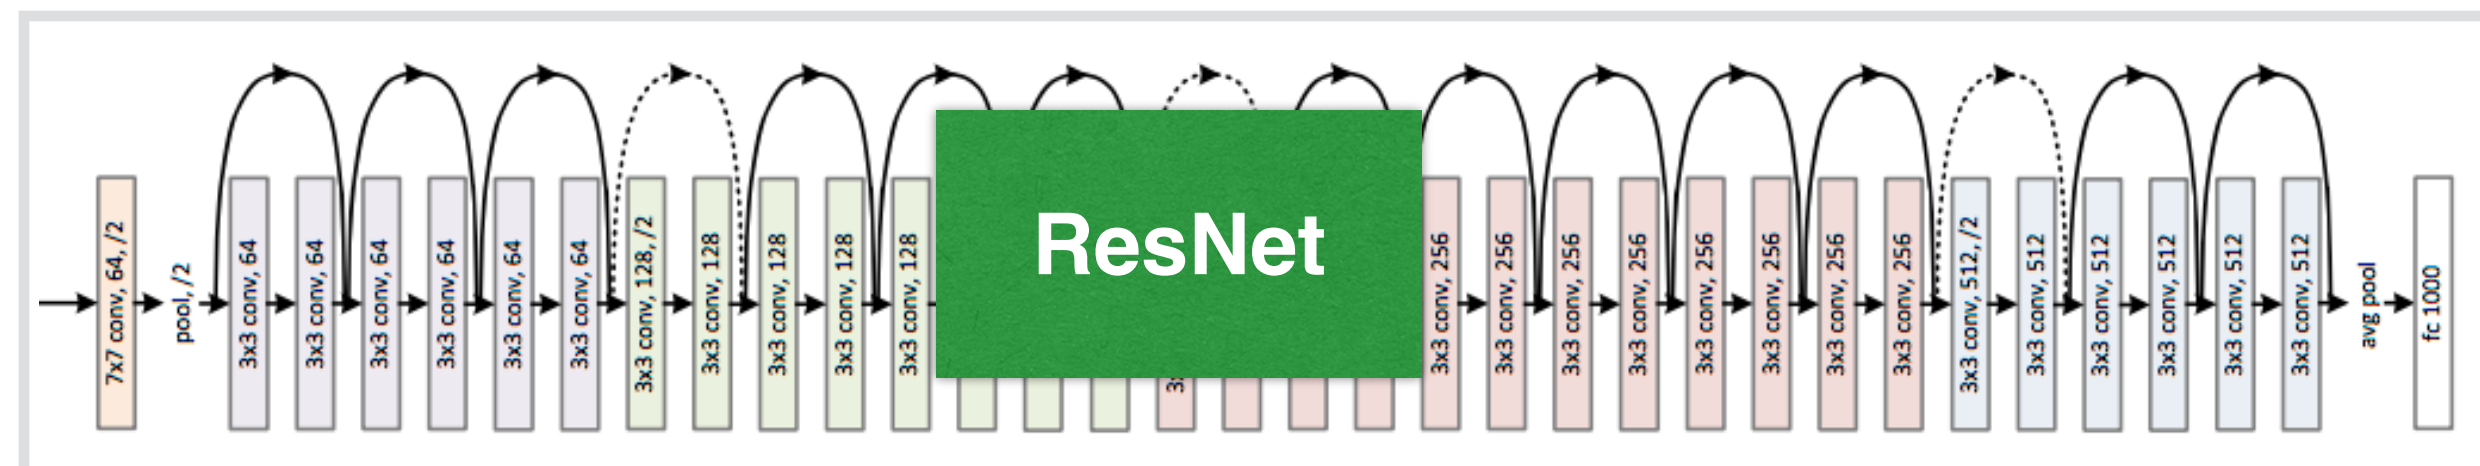 7x7 conv, 64, /2
pool, /2
3x3 conv, 64
3x3 conv, 64
3x3 conv, 64
3x3 conv, 64
3x3 conv, 64
3x3 conv, 64
3x3 conv, 128, /2
3x3 conv, 128
3x3 conv, 128
3x3 conv, 128
3x3 conv, 128
ResNet
3x3 conv, 256
3x3 conv, 256
3x3 conv, 256
3x3 conv, 256
3x3 conv, 256
3x3 conv, 256
3x3 conv, 256
3x3 conv, 256
3x3 conv, 512, /2
3x3 conv, 512
3x3 conv, 512
3x3 conv, 512
3x3 conv, 512
3x3 conv, 512
avg pool
fc 1000